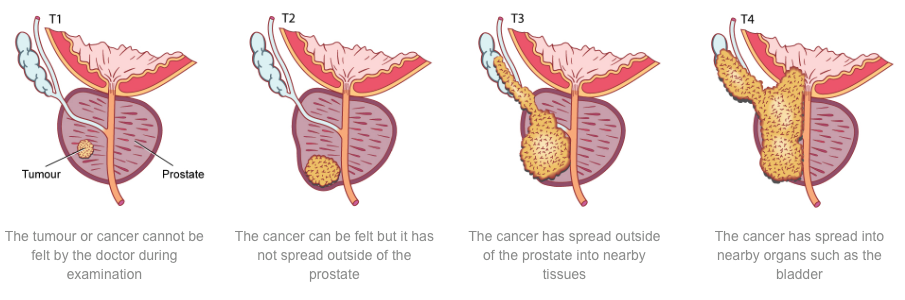 T1
T2
T3
T4
Tumour
Prostate
The tumour or cancer cannot be
felt by the doctor during
examination
The cancer can be felt but it has
not spread outside of the
prostate
The cancer has spread outside
of the prostate into nearby
tissues
The cancer has spread into
nearby organs such as the
bladder